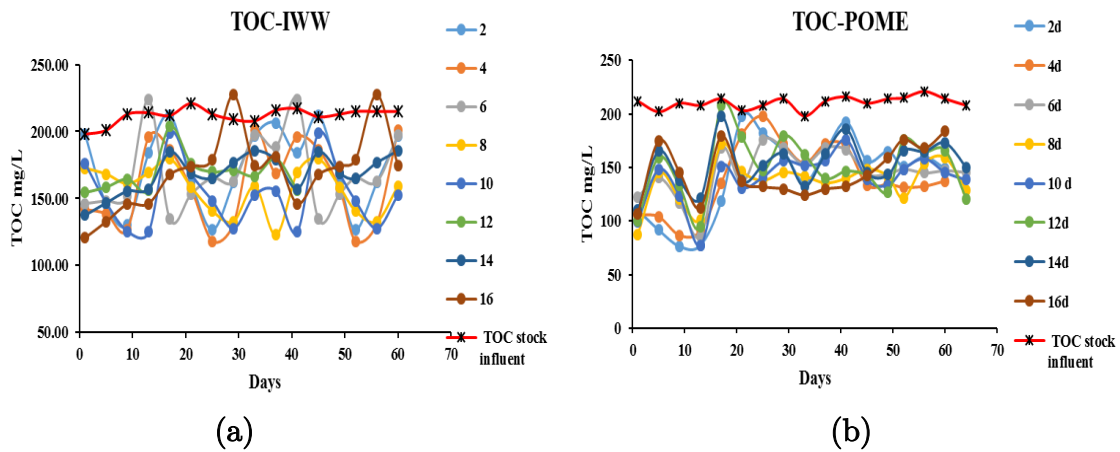 TOC-IWW
250.00
200.00
150.00
100.00
50.00
TOC mg/L
0
10
20
30
40
50
60
70
Days
2
4
6
8
10
12
14
16
TOC stock
influent
(a)
TOC-POME
250
200
150
100
50
0
TOC mg/L
0
10
20
30
40
50
60
70
Days
2d
4d
6d
8d
10 d
12d
14d
16d
TOC stock
influent
(b)